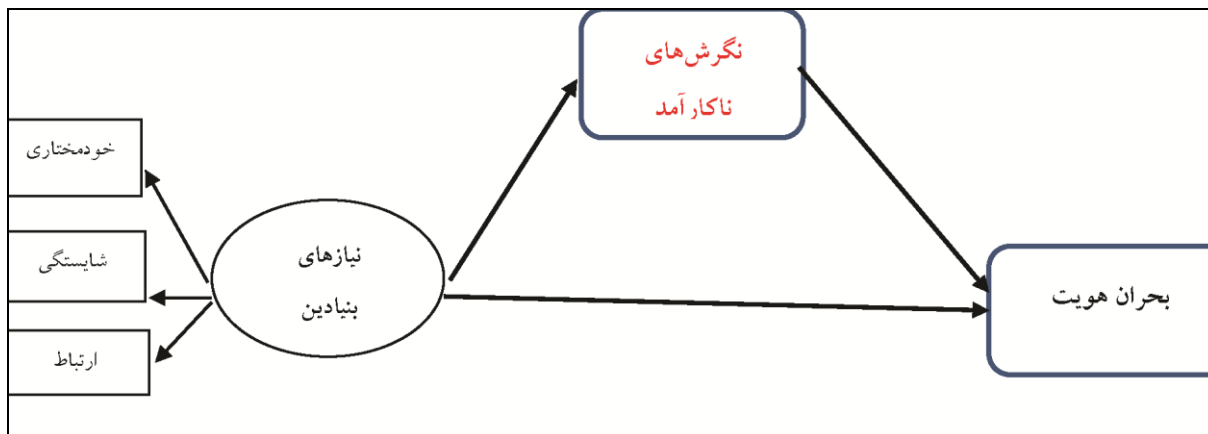 نگرش‌های
ناکارآمد
خودمختاری
شایستگی
ارتباط
نیازهای
بنیادین
بحران هویت